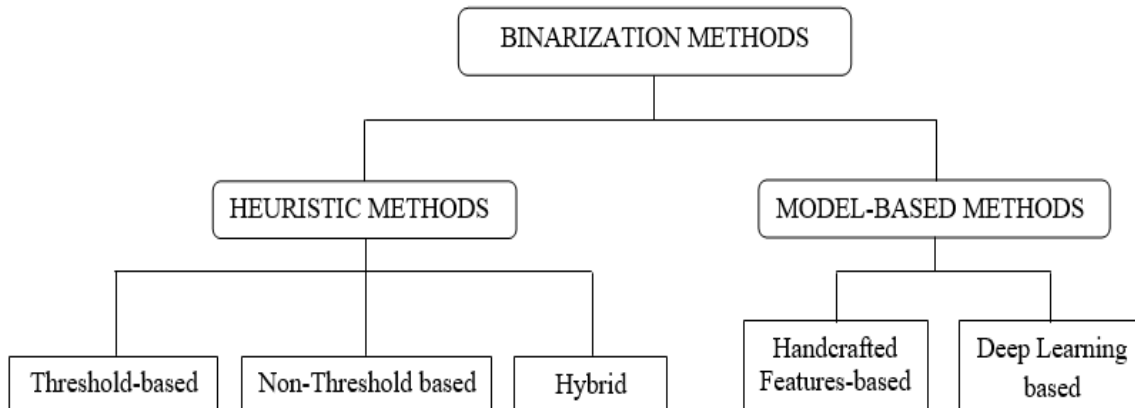 BINARIZATION METHODS
HEURISTIC METHODS
MODEL-BASED METHODS
Threshold-based
Non-Threshold based
Hybrid
Handcrafted
Features-based
Deep Learning
based